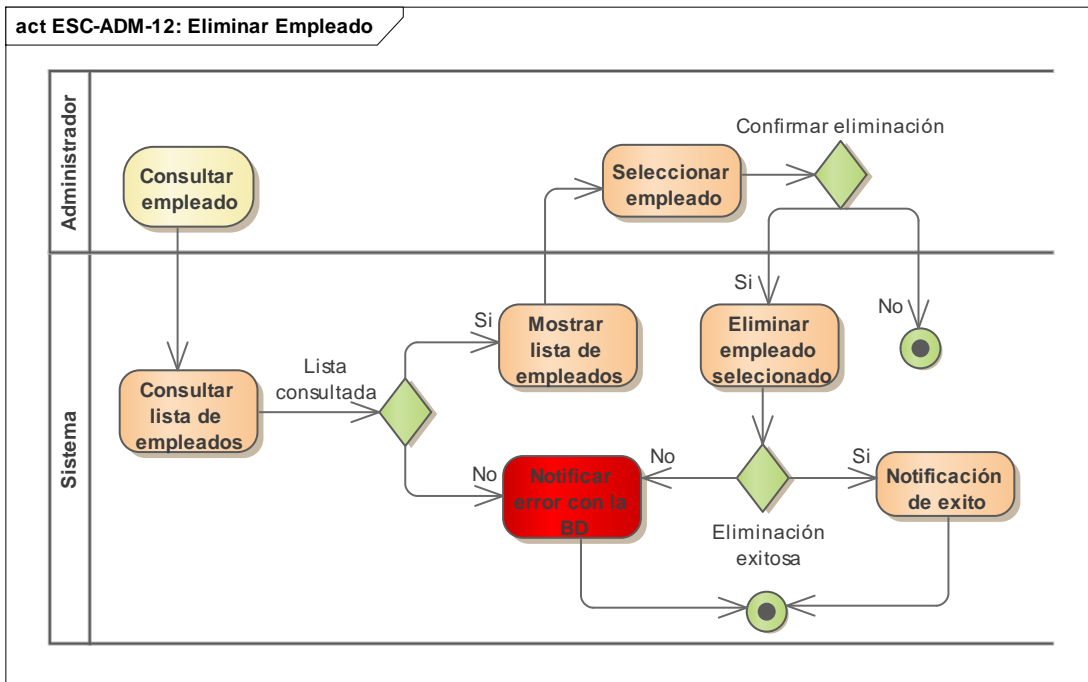 act ESC-ADM-12: Eliminar Empleado
Administrador
Consultar
empleado
Seleccionar
empleado
Confirmar eliminación
Sistema
Consultar
lista de
empleados
Lista
consultada
Si
No
Mostrar
lista de
empleados
Notificar
error con la
BD
Si
No
Eliminar
empleado
selecionado
No
Si
Eliminación
exitosa
Notificación
de exito